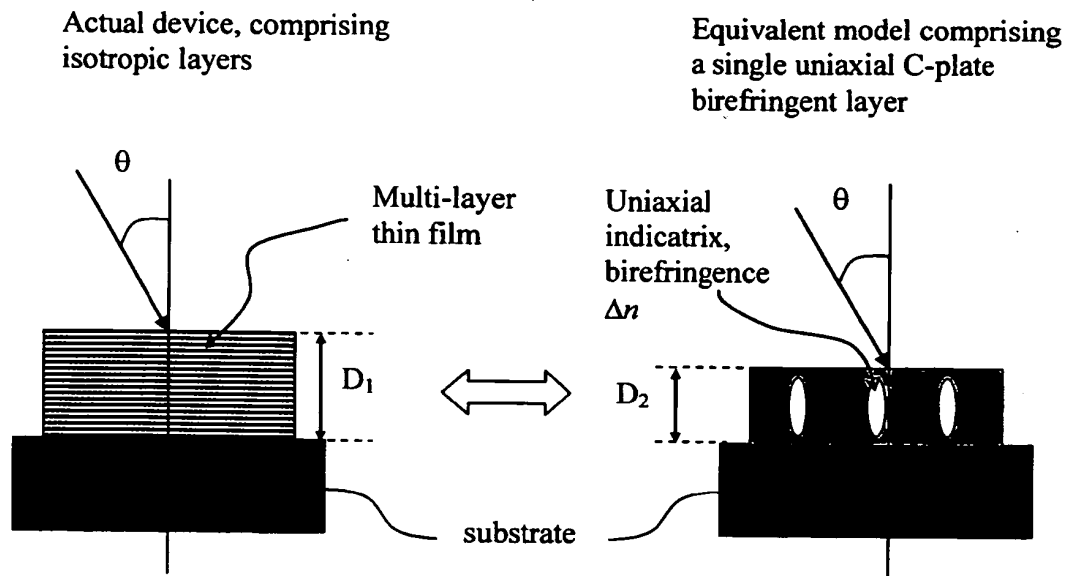 Actual device, comprising
isotropic layers
Equivalent model comprising
a single uniaxial C-plate
birefringent layer
θ
Multi-layer
thin film
D₁
Uniaxial
indicatrix,
birefringence
Δn
θ
D₂
substrate